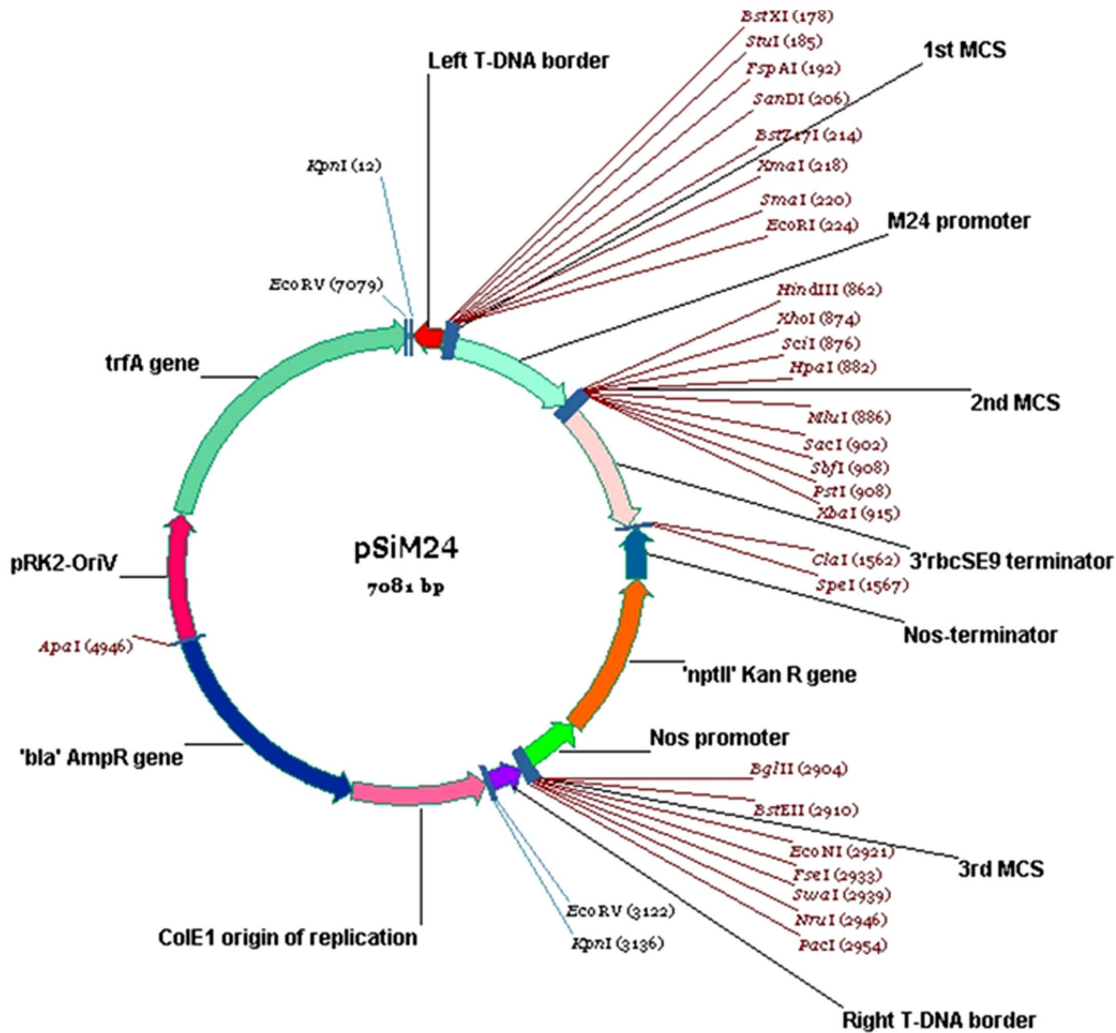 BstXI (178)
StuI (185)
FspAI (192)
SanDI (206)
BstZ17I (214)
XmaI (218)
SmaI (220)
EcoRI (224)
Left T-DNA border
1st MCS
KpnI (12)
EcoRV (7079)
M24 promoter
HindIII (862)
XhoI (874)
SciI (876)
HpaI (882)
2nd MCS
MluI (886)
SacI (902)
SbfI (908)
PstI (908)
XbaI (915)
trfA gene
pSiM24
7081 bp
3'rbcSE9 terminator
ClaI (1562)
SpeI (1567)
pRK2-OriV
Nos-terminator
ApaI (4946)
'nptII' Kan R gene
'bla' AmpR gene
Nos promoter
BglII (2904)
BstEII (2910)
EcoNI (2921)
FseI (2933)
SwaI (2939)
NruI (2946)
PacI (2954)
3rd MCS
EcoRV (3122)
KpnI (3136)
ColE1 origin of replication
Right T-DNA border